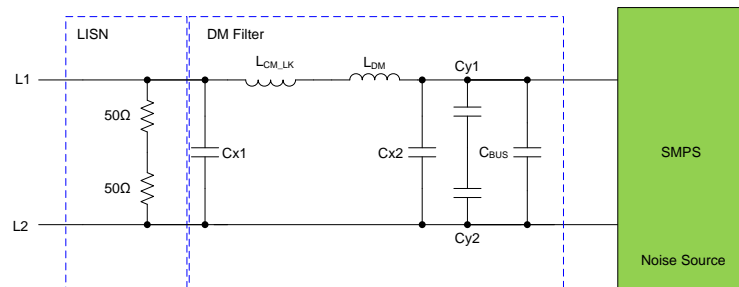 LISN
DM Filter
L1
LCM_LK
LDM
Cy1
50Ω
Cx1
Cx2
CBUS
SMPS
50Ω
L2
Cy2
Noise Source